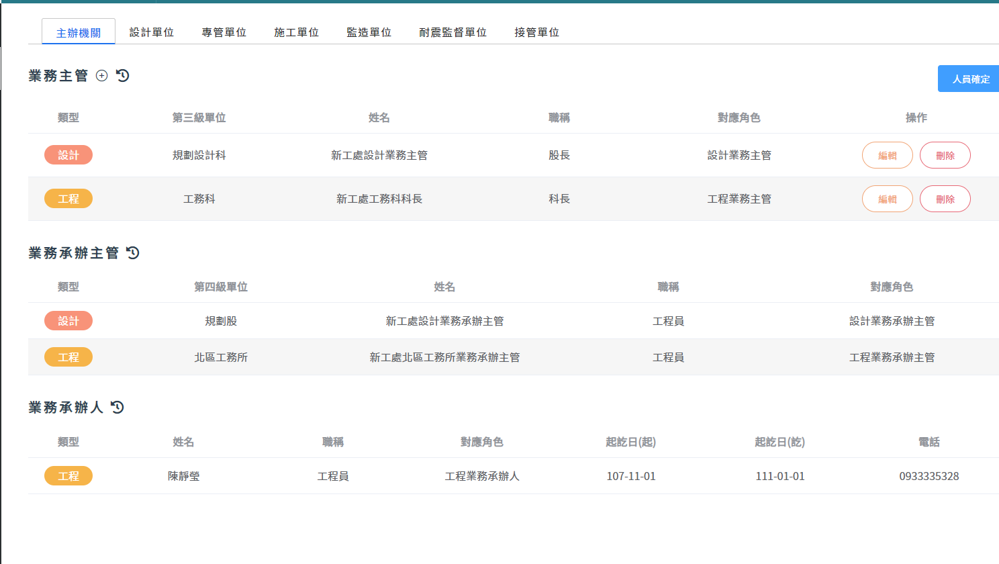 主辦機關 設計單位 專管單位 施工單位 監造單位 耐震監督單位 接管單位
業務主管
人員確定
類型 第三級單位 姓名 職稱 對應角色 操作
設計 規劃設計科 新工處設計業務主管 股長 設計業務主管 編輯 刪除
工程 工務科 新工處工務科科長 科長 工程業務主管 編輯 刪除
業務承辦主管
類型 第四級單位 姓名 職稱 對應角色
設計 規劃股 新工處設計業務承辦主管 工程員 設計業務承辦主管
工程 北區工務所 新工處北區工務所業務承辦主管 工程員 工程業務承辦主管
業務承辦人
類型 姓名 職稱 對應角色 起訖日(起) 起訖日(訖) 電話
工程 陳靜瑩 工程員 工程業務承辦人 107-11-01 111-01-01 0933335328